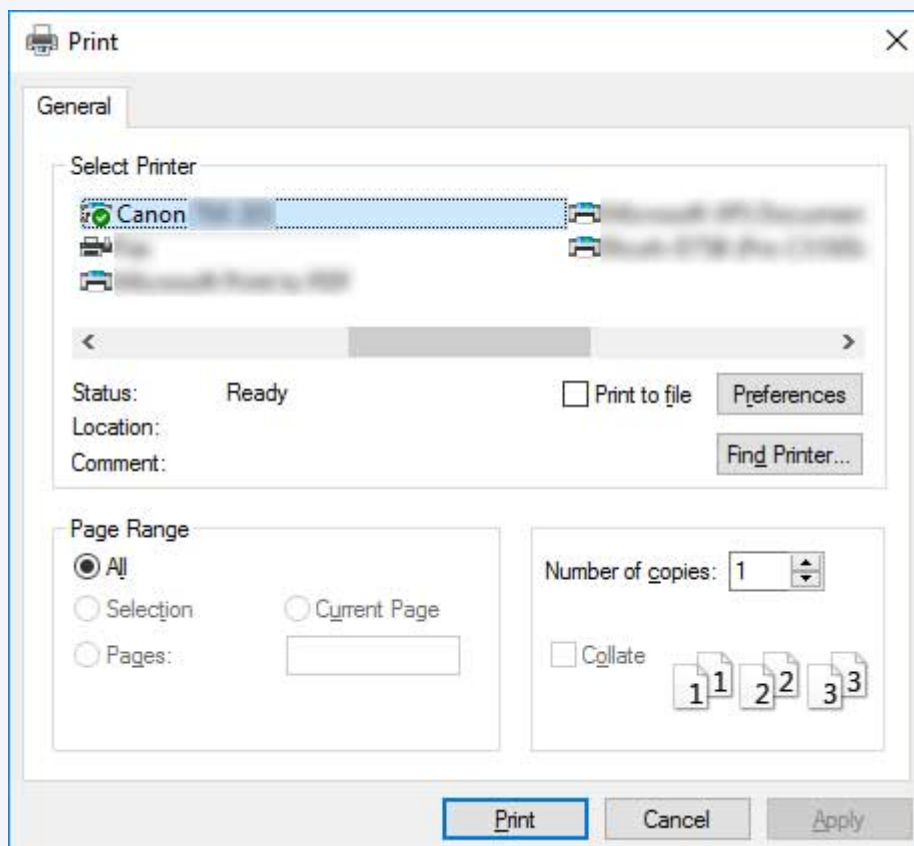 Print
General
Select Printer
Canon
Status: Ready
Print to file
Preferences
Location:
Comment:
Find Printer...
Page Range
All
Selection
Current Page
Pages:
Number of copies: 1
Collate
1 1 2 2 3 3
Print
Cancel
Apply